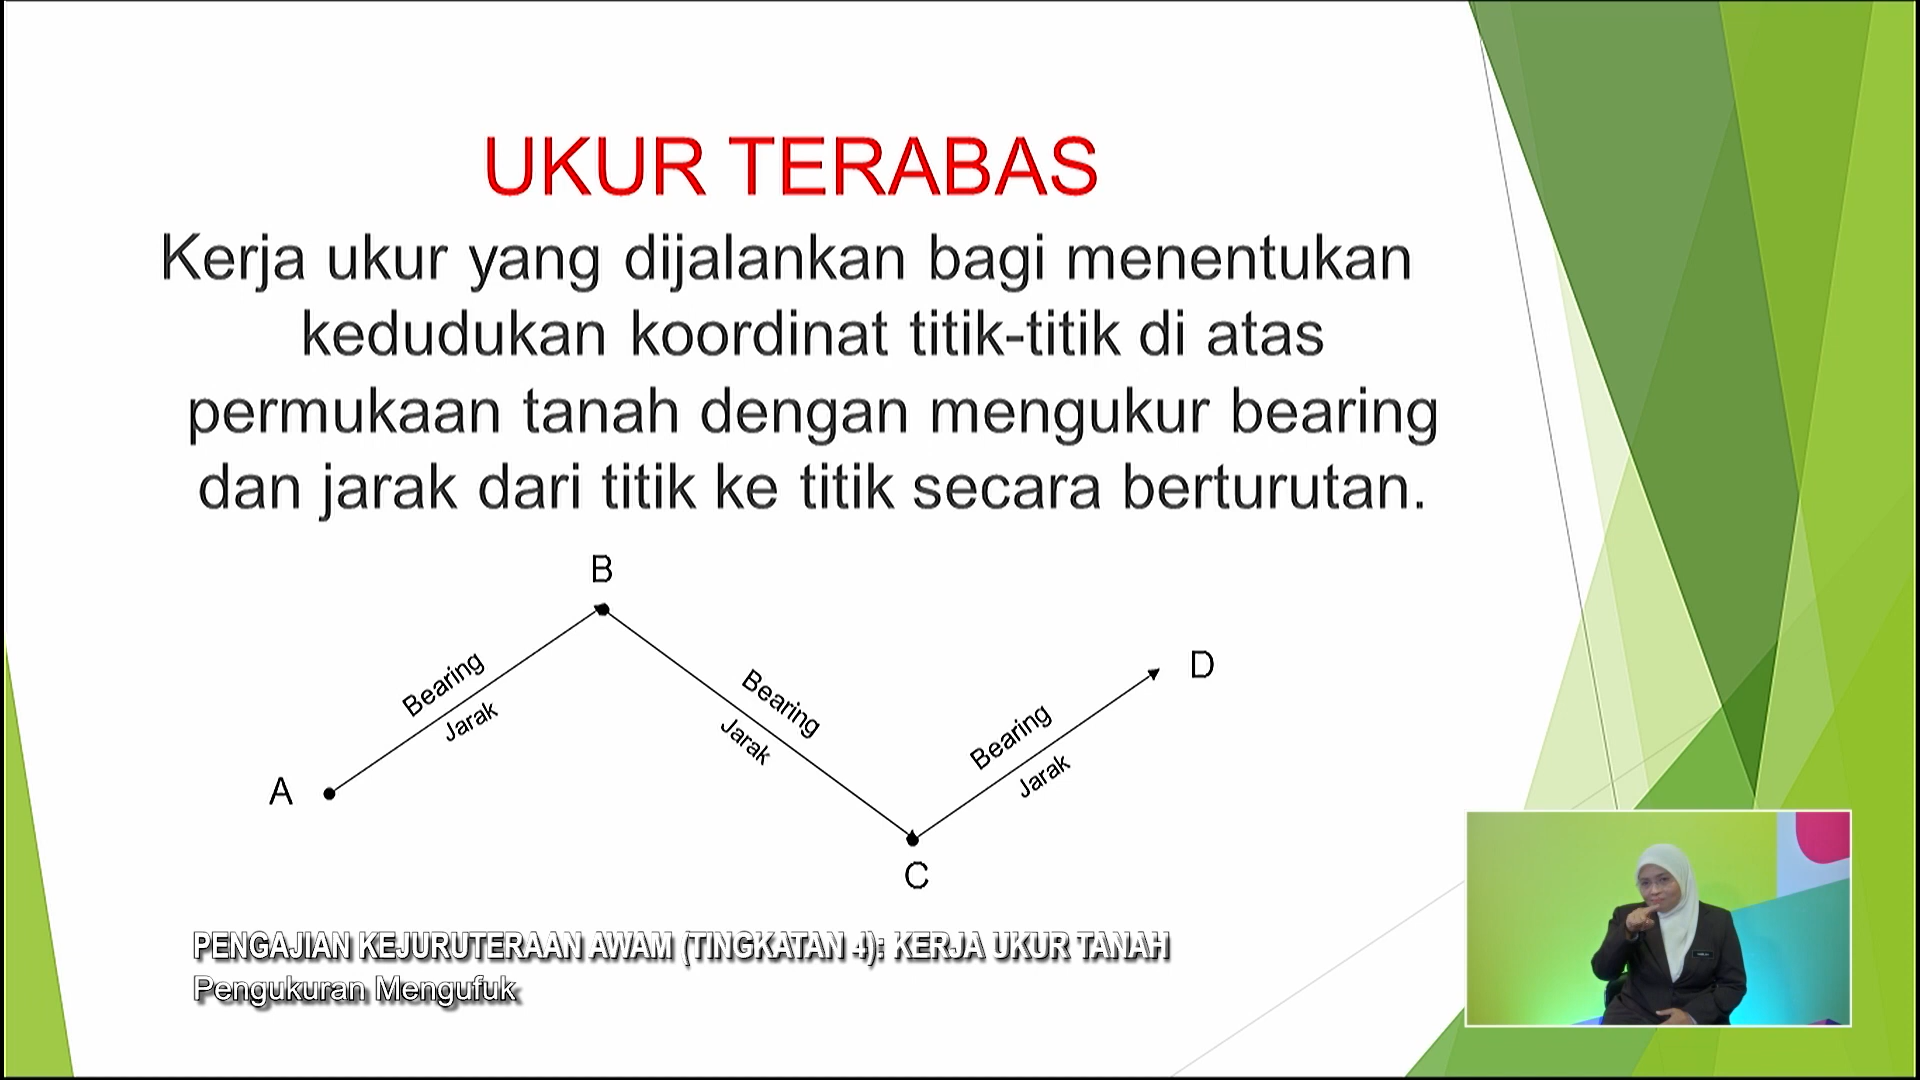 UKUR TERABAS
Kerja ukur yang dijalankan bagi menentukan
kedudukan koordinat titik-titik di atas
permukaan tanah dengan mengukur bearing
dan jarak dari titik ke titik secara berturutan.
B
Bearing
Jarak
Bearing
Jarak
D
Bearing
Jarak
A
C
PENGAJIAN KEJURUTERAAN AWAM (TINGKATAN 4): KERJA UKUR TANAH
Pengukuran Mengufuk